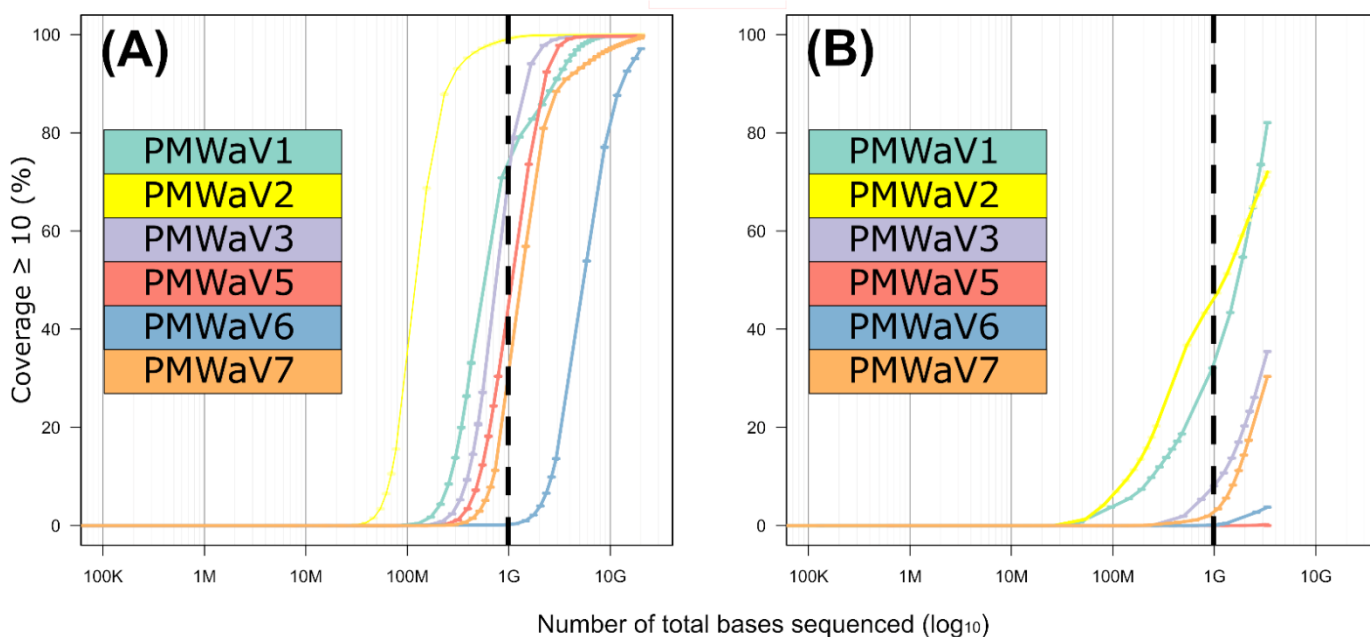 (A)
(B)
Coverage ≥ 10 (%)
100
80
60
40
20
0
PMWaV1
PMWaV2
PMWaV3
PMWaV5
PMWaV6
PMWaV7
100K
1M
10M
100M
1G
10G
100
80
60
40
20
0
PMWaV1
PMWaV2
PMWaV3
PMWaV5
PMWaV6
PMWaV7
100K
1M
10M
100M
1G
10G
Number of total bases sequenced (log₁₀)